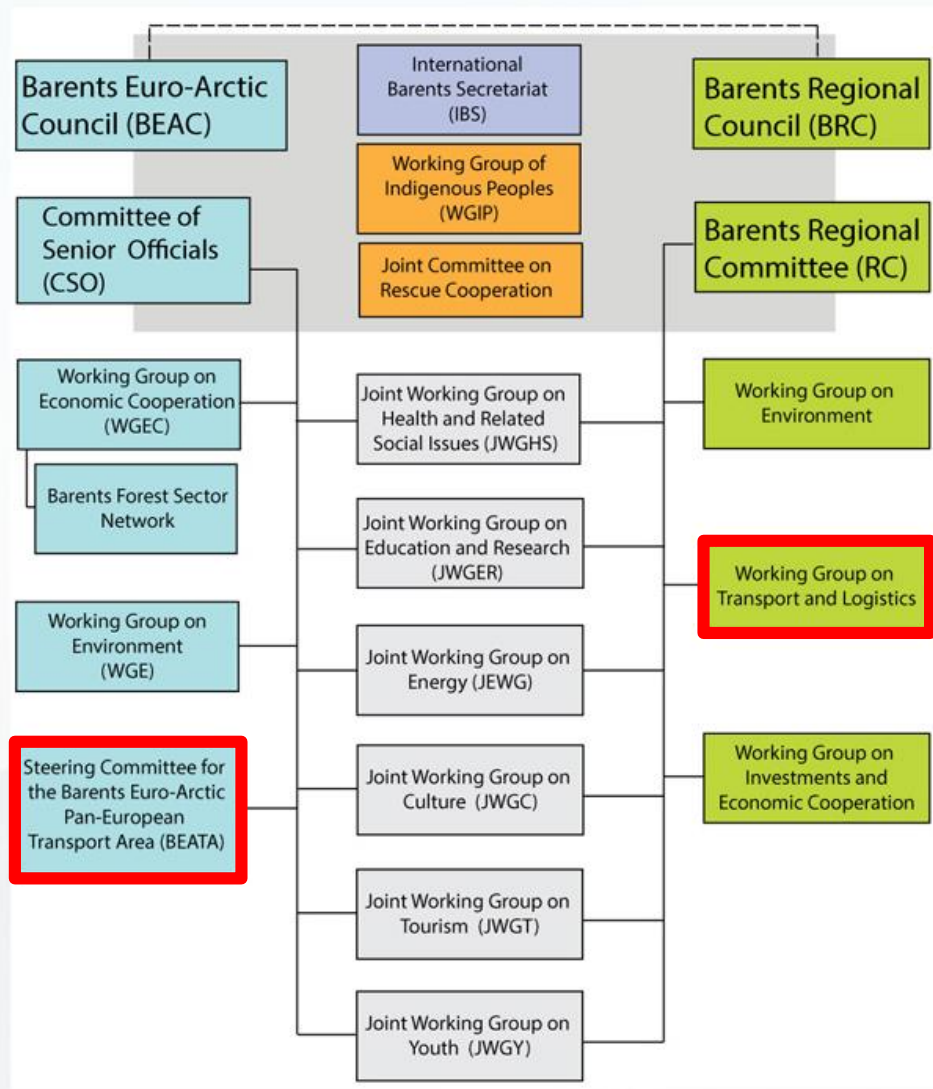 Barents Euro-Arctic
Council (BEAC)
International
Barents Secretariat
(IBS)
Barents Regional
Council (BRC)
Working Group of
Indigenous Peoples
(WGIP)
Committee of
Senior Officials
(CSO)
Joint Committee on
Rescue Cooperation
Barents Regional
Committee (RC)
Working Group on
Economic Cooperation
(WGEC)
Barents Forest Sector
Network
Working Group on
Environment
(WGE)
Steering Committee for
the Barents Euro-Arctic
Pan-European
Transport Area (BEATA)
Joint Working Group on
Health and Related
Social Issues (JWGHS)
Joint Working Group on
Education and Research
(JWGER)
Joint Working Group on
Energy (JEWG)
Joint Working Group on
Culture (JWGC)
Joint Working Group on
Tourism (JWGT)
Joint Working Group on
Youth (JWGY)
Working Group on
Environment
Working Group on
Transport and Logistics
Working Group on
Investments and
Economic Cooperation